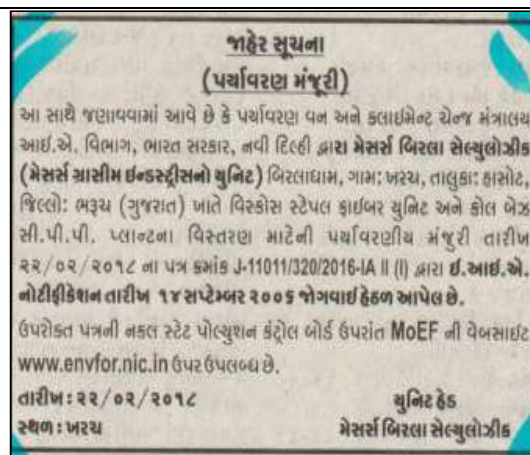 જાહેર સૂચના
(પર્યાવરણ મંજૂરી)
આ સાથે જણાવવામાં આવે છે કે પર્યાવરણ વન અને કલાઈમેન્ટ ચેન્જ મંત્રાલય
આઈ.એ. વિભાગ, ભારત સરકાર, નવી દિલ્હી દ્વારા મેસર્સ બિરલા સેલ્યુલોઝીક
(મેસર્સ ગ્રાસીમ ઈન્ડસ્ટ્રીસનો યુનિટ) બિરલાધામ, ગામ: ખરચ, તાલુકા: હાંસોટ,
જિલ્લો: ભરૂચ (ગુજરાત) ખાતે વિસ્કોસ સ્ટેપલ ફાઈબર યુનિટ અને કોલ બેઝ
સી.પી.પી. પ્લાન્ટના વિસ્તરણ માટેની પર્યાવરણીય મંજૂરી તારીખ
૨૨/૦૨/૨૦૧૮ ના પત્ર ક્રમાંક J-11011/320/2016-IA II (I) દ્વારા ઈ.આઈ.એ.
નોટીફીકેશન તારીખ ૧૪ સપ્ટેમ્બર ૨૦૦૬ જોગવાઈ હેઠળ આપેલ છે.
ઉપરોક્ત પત્રની નકલ સ્ટેટ પોલ્યુશન કંટ્રોલ બોર્ડ ઉપરાંત MoEF ની વેબસાઈટ
www.envfor.nic.in ઉપર ઉપલબ્ધ છે.
તારીખ : ૨૨/૦૨/૨૦૧૮ યુનિટ હેડ
સ્થળ : ખરચ મેસર્સ બિરલા સેલ્યુલોઝીક